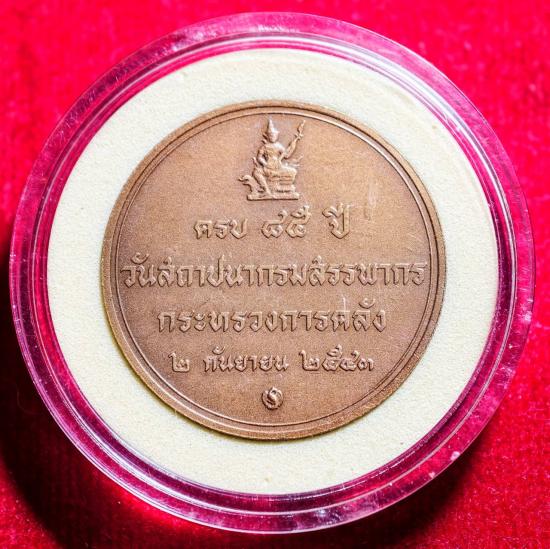 ครบ ๘๕ ปี
วันสถาปนากรมสรรพากร
กระทรวงการคลัง
๒ กันยายน ๒๕๔๓